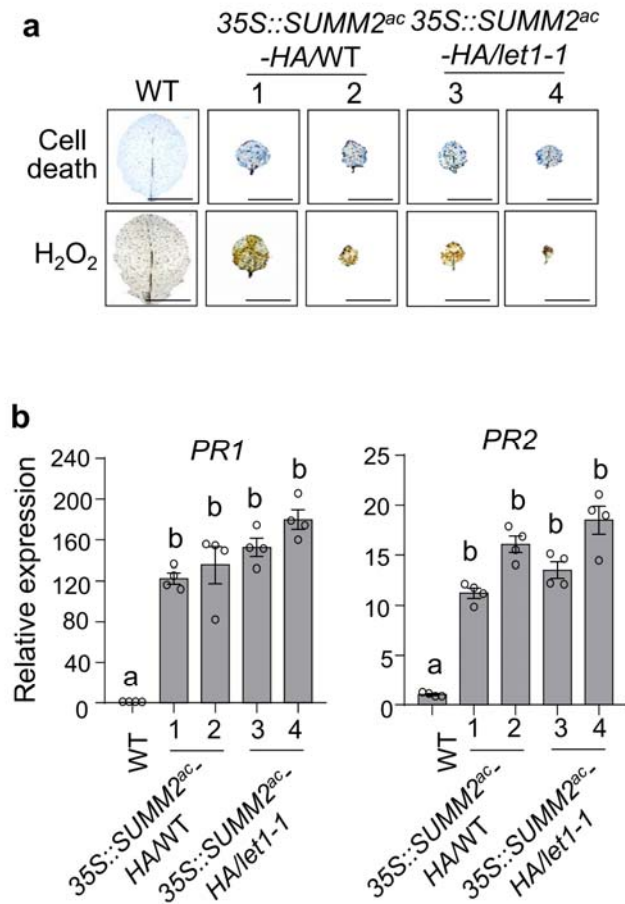 a
35S::SUMM2ac 35S::SUMM2ac
-HA/WT -HA/let1-1
WT 1 2 3 4
Cell
death
H2O2
b
PR1
PR2
Relative expression
240
200
160
120
80
40
0
25
20
15
10
5
0
a b b b b
a b b b b
WT 1 2 3 4
WT 1 2 3 4
35S::SUMM2ac-
HA/WT
35S::SUMM2ac-
HA/let1-1
35S::SUMM2ac-
HA/WT
35S::SUMM2ac-
HA/let1-1